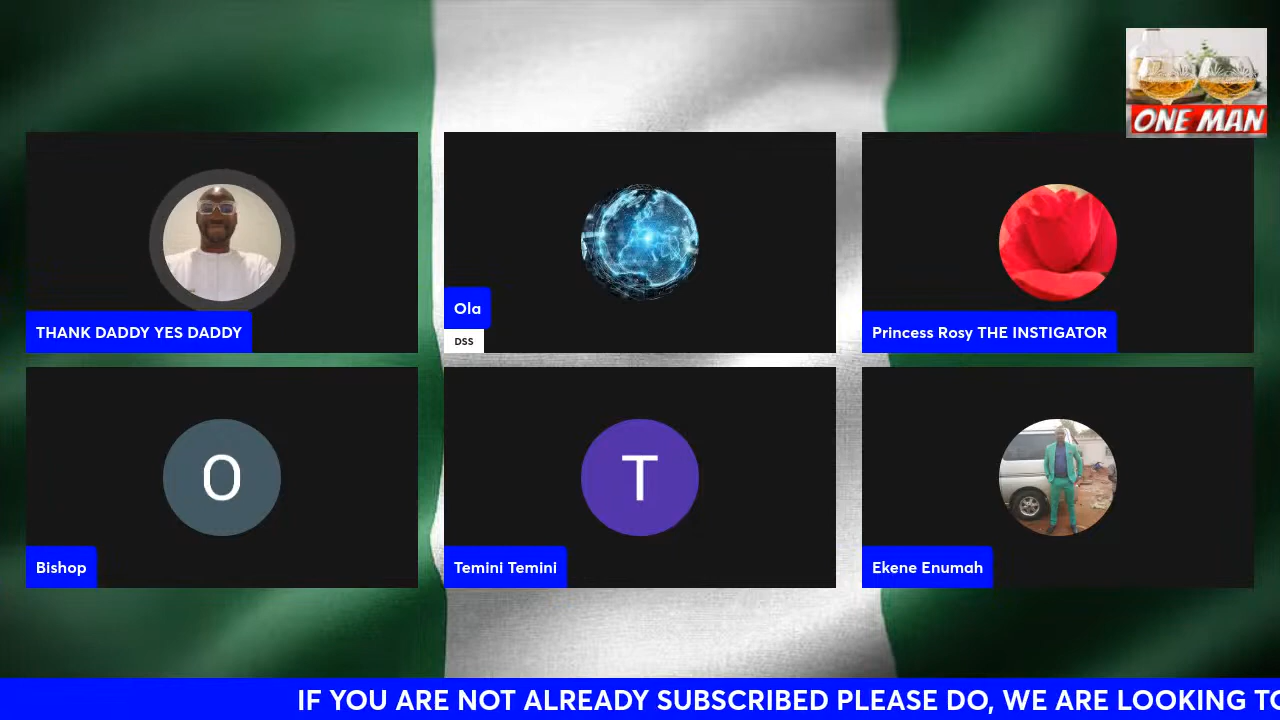 ONE MAN
THANK DADDY YES DADDY
Ola
DSS
Princess Rosy THE INSTIGATOR
O
Bishop
T
Temini Temini
Ekene Enumah
IF YOU ARE NOT ALREADY SUBSCRIBED PLEASE DO, WE ARE LOOKING TO